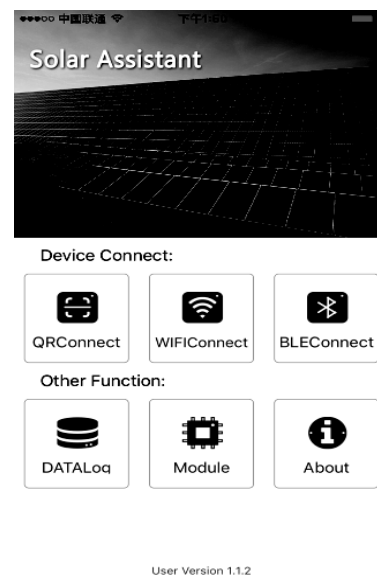 中国联通
Solar Assistant
Device Connect:
QRConnect WIFIConnect BLEConnect
Other Function:
DATALog Module About
User Version 1.1.2